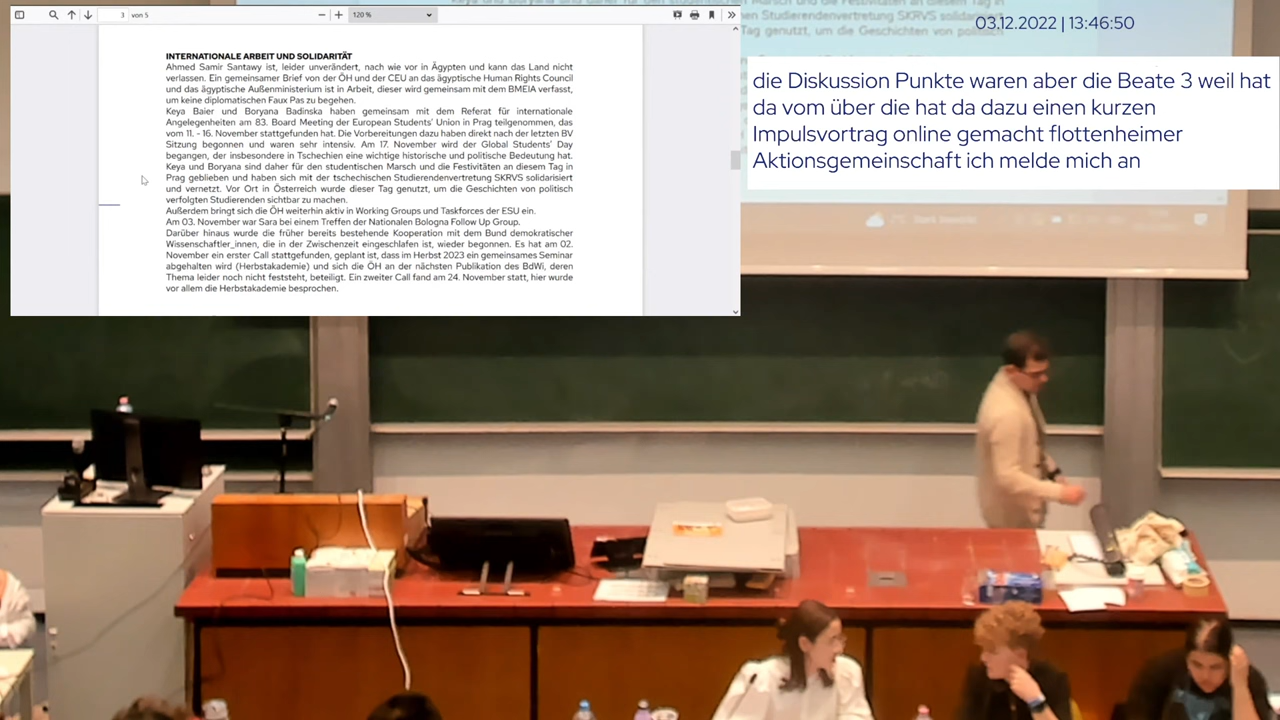 3 von 5
120 %
03.12.2022 | 13:46:50
INTERNATIONALE ARBEIT UND SOLIDARITÄT
Ahmed Samir Santawy ist, leider unverändert, nach wie vor in Ägypten und kann das Land nicht
verlassen. Ein gemeinsamer Brief von der ÖH und der CEU an das ägyptische Human Rights Council
und das ägyptische Außenministerium ist in Arbeit, dieser wird gemeinsam mit dem BMEIA verfasst,
um keine diplomatischen Faux Pas zu begehen.
Keya Baier und Boryana Badinska haben gemeinsam mit dem Referat für internationale
Angelegenheiten am 83. Board Meeting der European Students' Union in Prag teilgenommen, das
vom 11. - 16. November stattgefunden hat. Die Vorbereitungen dazu haben direkt nach der letzten BV
Sitzung begonnen und waren sehr intensiv. Am 17. November wird der Global Students' Day
begangen, der insbesondere in Tschechien eine wichtige historische und politische Bedeutung hat.
Keya und Boryana sind daher für den studentischen Marsch und die Festivitäten an diesem Tag in
Prag geblieben und haben sich mit der tschechischen Studierendenvertretung SKRVS solidarisiert
und vernetzt. Vor Ort in Österreich wurde dieser Tag genutzt, um die Geschichten von politisch
verfolgten Studierenden sichtbar zu machen.
Außerdem bringt sich die ÖH weiterhin aktiv in Working Groups und Taskforces der ESU ein.
Am 03. November war Sara bei einem Treffen der Nationalen Bologna Follow Up Group.
Darüber hinaus wurde die früher bereits bestehende Kooperation mit dem Bund demokratischer
Wissenschaftler_innen, die in der Zwischenzeit eingeschlafen ist, wieder begonnen. Es hat am 02.
November ein erster Call stattgefunden, geplant ist, dass im Herbst 2023 ein gemeinsames Seminar
abgehalten wird (Herbstakademie) und sich die ÖH an der nächsten Publikation des BdWi, deren
Thema leider noch nicht feststeht, beteiligt. Ein zweiter Call fand am 24. November statt, hier wurde
vor allem die Herbstakademie besprochen.
die Diskussion Punkte waren aber die Beate 3 weil hat
da vom über die hat da dazu einen kurzen
Impulsvortrag online gemacht flottenheimer
Aktionsgemeinschaft ich melde mich an